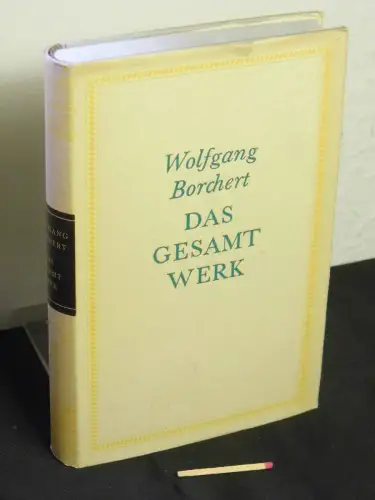 Wolfgang
Borchert
DAS
GESAMT
WERK